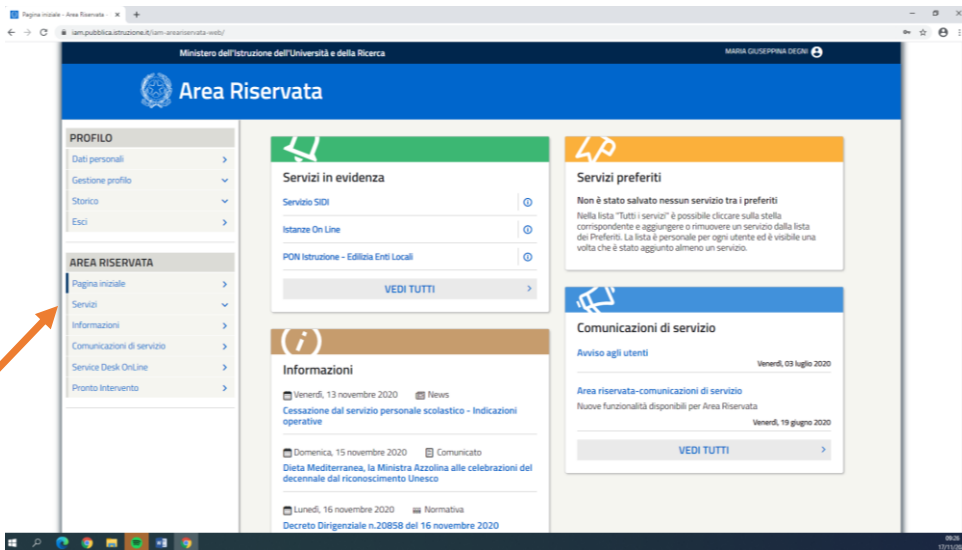 Pagina iniziale - Area Riservata -
iam.pubblica.istruzione.it/iam-areariservata-web/
Ministero dell'Istruzione dell'Università e della Ricerca
MARIA GIUSEPPINA DEGNI
Area Riservata
PROFILO
Dati personali
Gestione profilo
Storico
Esci
AREA RISERVATA
Pagina iniziale
Servizi
Informazioni
Comunicazioni di servizio
Service Desk OnLine
Pronto Intervento
Servizi in evidenza
Servizio SIDI
Istanze On Line
PON Istruzione - Edilizia Enti Locali
VEDI TUTTI
Informazioni
Venerdì, 13 novembre 2020 News
Cessazione dal servizio personale scolastico - Indicazioni
operative
Domenica, 15 novembre 2020 Comunicato
Dieta Mediterranea, la Ministra Azzolina alle celebrazioni del
decennale dal riconoscimento Unesco
Lunedì, 16 novembre 2020 Normativa
Decreto Dirigenziale n.20858 del 16 novembre 2020
Servizi preferiti
Non è stato salvato nessun servizio tra i preferiti
Nella lista "Tutti i servizi" è possibile cliccare sulla stella
corrispondente e aggiungere o rimuovere un servizio dalla lista
dei Preferiti. La lista è personale per ogni utente ed è visibile una
volta che è stato aggiunto almeno un servizio.
Comunicazioni di servizio
Avviso agli utenti
Venerdì, 03 luglio 2020
Area riservata-comunicazioni di servizio
Nuove funzionalità disponibili per Area Riservata
Venerdì, 19 giugno 2020
VEDI TUTTI
09:26